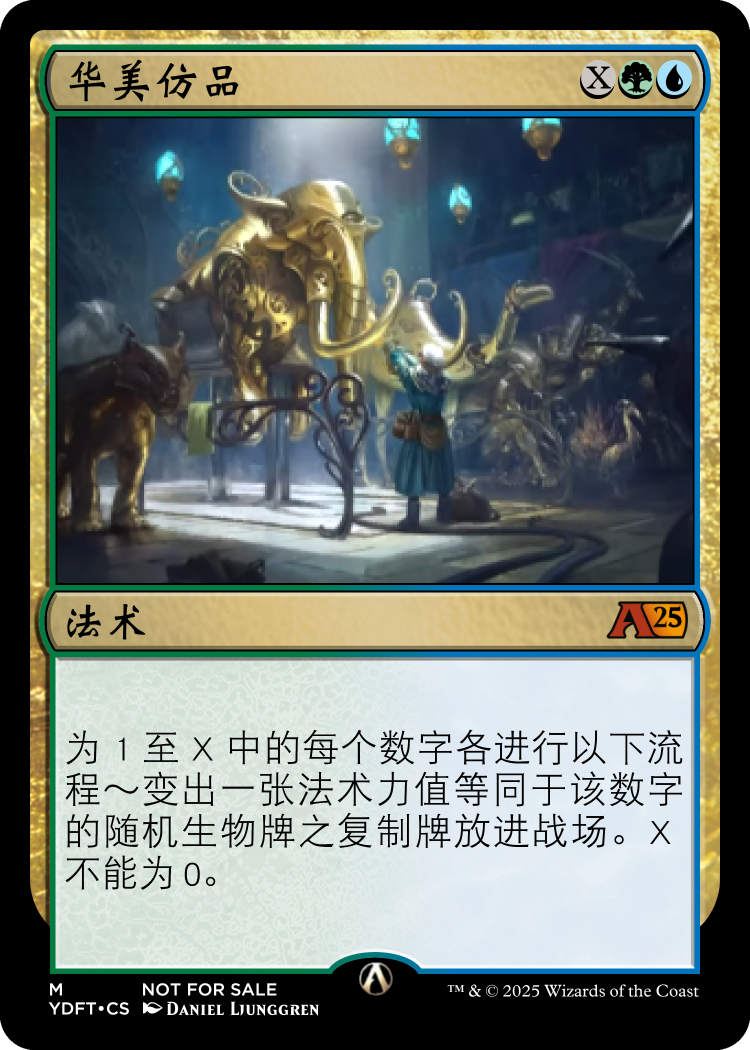 华美仿品 X
法术 A25
为 1 至 X 中的每个数字各进行以下流
程～变出一张法术力值等同于该数字
的随机生物牌之复制牌放进战场。X
不能为 0。
M NOT FOR SALE ™ & © 2025 Wizards of the Coast
YDFT•CS DANIEL LJUNGGREN